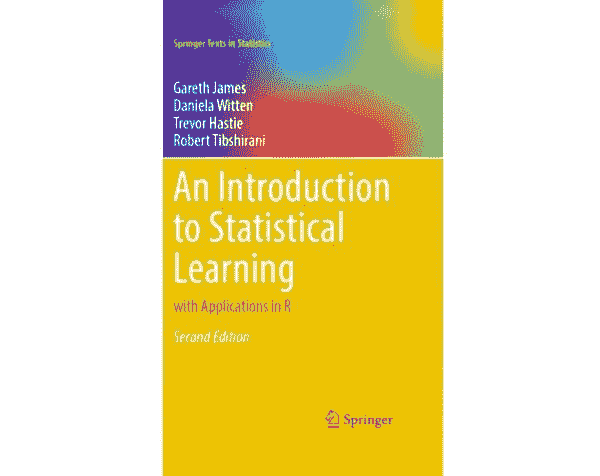 Springer Texts in Statistics
Gareth James
Daniela Witten
Trevor Hastie
Robert Tibshirani
An Introduction
to Statistical
Learning
with Applications in R
Second Edition
Springer